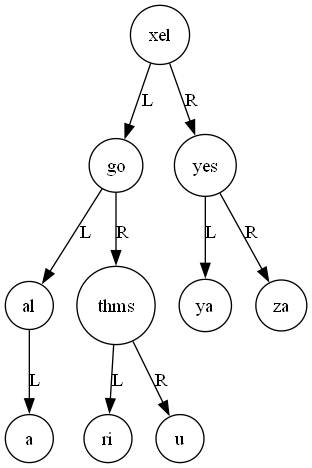 xel
L R
go yes
L R L R
al thms ya za
L L R
a ri u